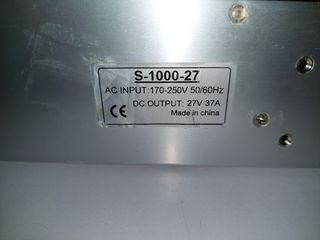 S-1000-27
AC INPUT:170-250V 50/60Hz
DC OUTPUT: 27V 37A
CE Made in china